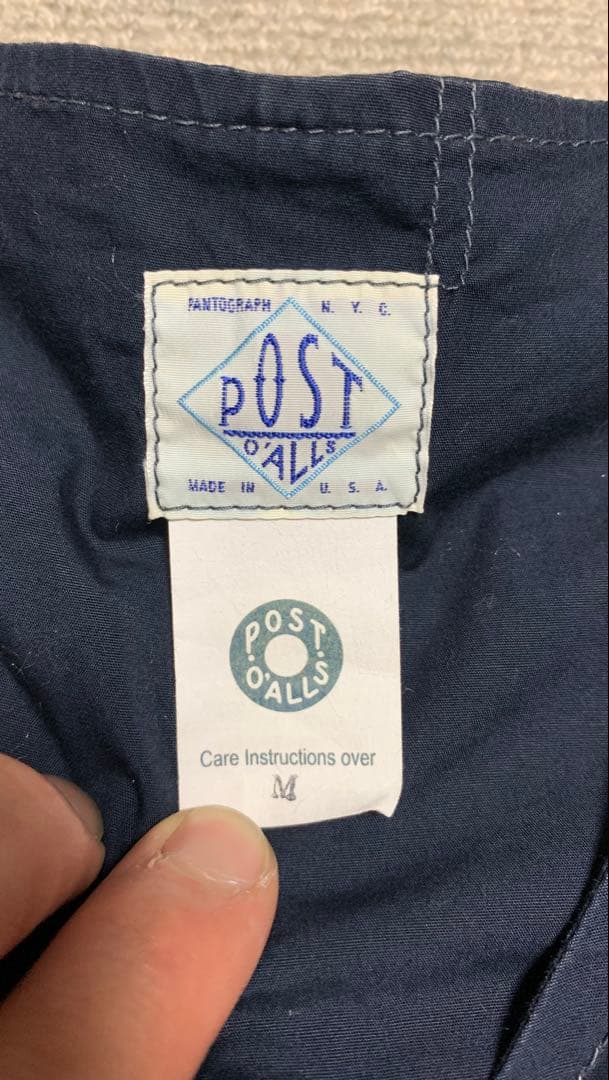 PANTOGRAPH N. Y. C.
POST
O'ALLS
MADE IN U. S. A.
POST
O'ALLS
Care Instructions over
M